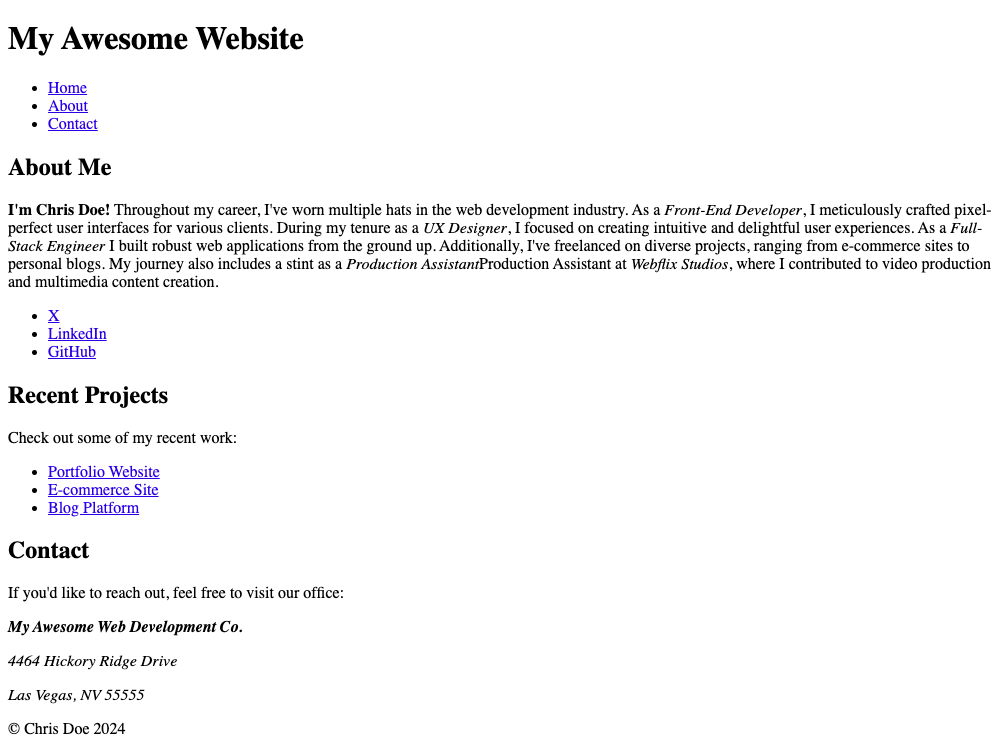 My Awesome Website
Home
About
Contact
About Me
I'm Chris Doe! Throughout my career, I've worn multiple hats in the web development industry. As a Front-End Developer, I meticulously crafted pixel-
perfect user interfaces for various clients. During my tenure as a UX Designer, I focused on creating intuitive and delightful user experiences. As a Full-
Stack Engineer I built robust web applications from the ground up. Additionally, I've freelanced on diverse projects, ranging from e-commerce sites to
personal blogs. My journey also includes a stint as a Production AssistantProduction Assistant at Webflix Studios, where I contributed to video production
and multimedia content creation.
X
LinkedIn
GitHub
Recent Projects
Check out some of my recent work:
Portfolio Website
E-commerce Site
Blog Platform
Contact
If you'd like to reach out, feel free to visit our office:
My Awesome Web Development Co.
4464 Hickory Ridge Drive
Las Vegas, NV 55555
© Chris Doe 2024